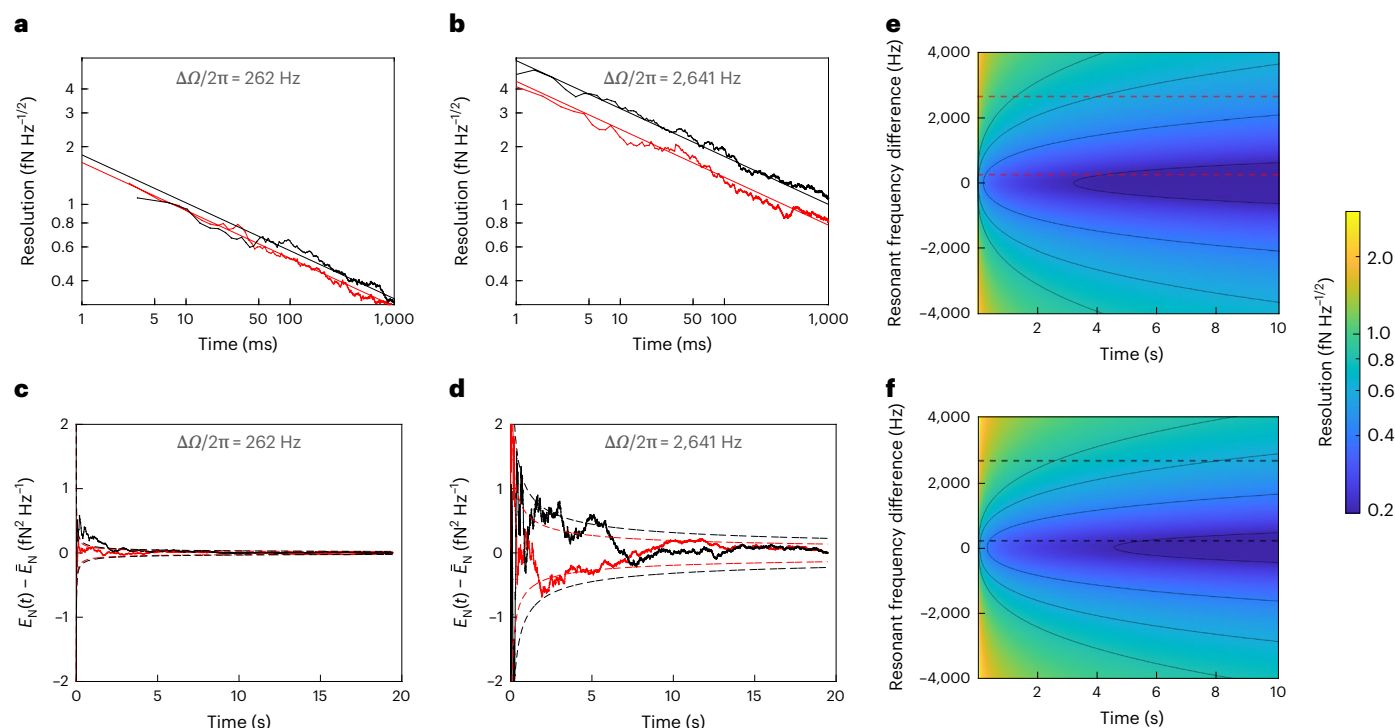 a
ΔΩ/2π = 262 Hz
Resolution (fN Hz⁻¹/²)
4
2
1
0.8
0.6
0.4
1 5 10 50 100 1,000
Time (ms)
b
ΔΩ/2π = 2,641 Hz
Resolution (fN Hz⁻¹/²)
4
3
2
1
0.8
0.6
0.4
1 5 10 50 100 1,000
Time (ms)
e
Resonant frequency difference (Hz)
4,000
2,000
0
−2,000
−4,000
2 4 6 8 10
Time (s)
c
ΔΩ/2π = 262 Hz
E_N(t) − Ē_N (fN² Hz⁻¹)
2
1
0
−1
−2
0 5 10 15 20
Time (s)
d
ΔΩ/2π = 2,641 Hz
E_N(t) − Ē_N (fN² Hz⁻¹)
2
1
0
−1
−2
0 5 10 15 20
Time (s)
f
Resonant frequency difference (Hz)
4,000
2,000
0
−2,000
−4,000
2 4 6 8 10
Time (s)
Resolution (fN Hz⁻¹/²)
2.0
1.0
0.8
0.6
0.4
0.2